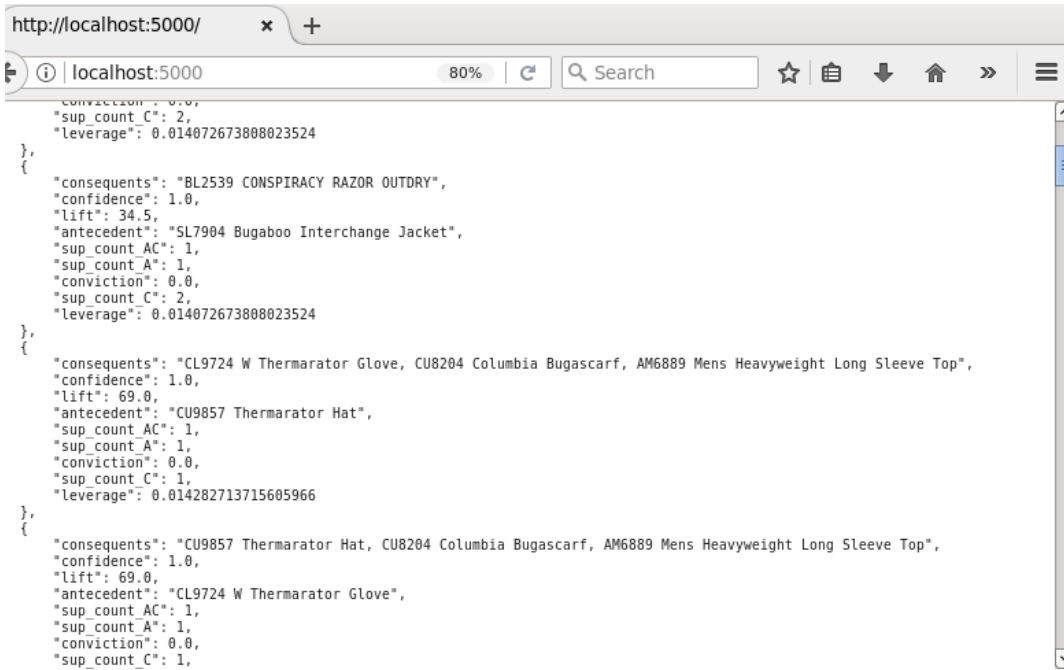 http://localhost:5000/
localhost:5000 80% Search
"conviction": 0.0,
"sup_count_C": 2,
"leverage": 0.014072673808023524
},
{
"consequents": "BL2539 CONSPIRACY RAZOR OUTDRY",
"confidence": 1.0,
"lift": 34.5,
"antecedent": "SL7904 Bugaboo Interchange Jacket",
"sup_count_AC": 1,
"sup_count_A": 1,
"conviction": 0.0,
"sup_count_C": 2,
"leverage": 0.014072673808023524
},
{
"consequents": "CL9724 W Thermarator Glove, CU8204 Columbia Bugascarf, AM6889 Mens Heavyweight Long Sleeve Top",
"confidence": 1.0,
"lift": 69.0,
"antecedent": "CU9857 Thermarator Hat",
"sup_count_AC": 1,
"sup_count_A": 1,
"conviction": 0.0,
"sup_count_C": 1,
"leverage": 0.014282713715605966
},
{
"consequents": "CU9857 Thermarator Hat, CU8204 Columbia Bugascarf, AM6889 Mens Heavyweight Long Sleeve Top",
"confidence": 1.0,
"lift": 69.0,
"antecedent": "CL9724 W Thermarator Glove",
"sup_count_AC": 1,
"sup_count_A": 1,
"conviction": 0.0,
"sup_count_C": 1,